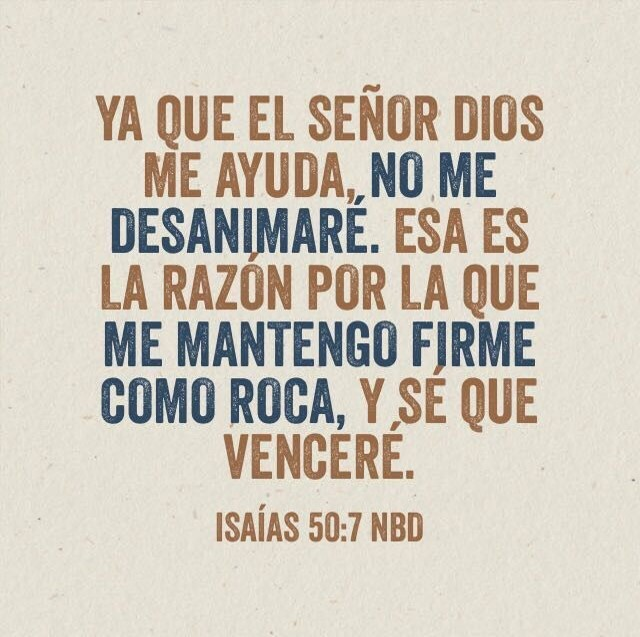 YA QUE EL SEÑOR DIOS
ME AYUDA, NO ME
DESANIMARÉ. ESA ES
LA RAZÓN POR LA QUE
ME MANTENGO FIRME
COMO ROCA, Y SÉ QUE
VENCERÉ.
ISAÍAS 50:7 NBD